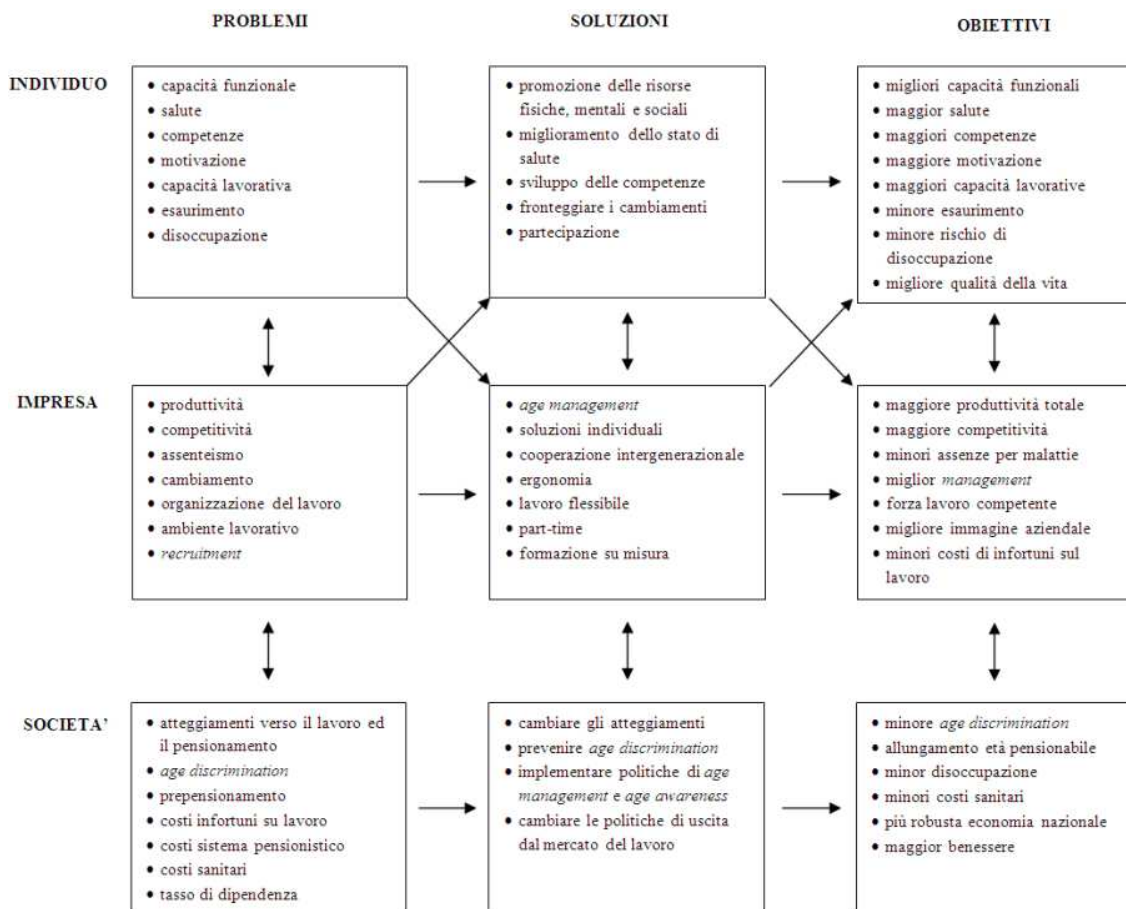 PROBLEMI
SOLUZIONI
OBIETTIVI
INDIVIDUO
• capacità funzionale
• salute
• competenze
• motivazione
• capacità lavorativa
• esaurimento
• disoccupazione
• promozione delle risorse
fisiche, mentali e sociali
• miglioramento dello stato di
salute
• sviluppo delle competenze
• fronteggiare i cambiamenti
• partecipazione
• migliori capacità funzionali
• maggior salute
• maggiori competenze
• maggiore motivazione
• maggiori capacità lavorative
• minore esaurimento
• minore rischio di
disoccupazione
• migliore qualità della vita
IMPRESA
• produttività
• competitività
• assenteismo
• cambiamento
• organizzazione del lavoro
• ambiente lavorativo
• recruitment
• age management
• soluzioni individuali
• cooperazione intergenerazionale
• ergonomia
• lavoro flessibile
• part-time
• formazione su misura
• maggiore produttività totale
• maggiore competitività
• minori assenze per malattie
• miglior management
• forza lavoro competente
• migliore immagine aziendale
• minori costi di infortuni sul
lavoro
SOCIETA'
• atteggiamenti verso il lavoro ed
il pensionamento
• age discrimination
• prepensionamento
• costi infortuni su lavoro
• costi sistema pensionistico
• costi sanitari
• tasso di dipendenza
• cambiare gli atteggiamenti
• prevenire age discrimination
• implementare politiche di age
management e age awareness
• cambiare le politiche di uscita
dal mercato del lavoro
• minore age discrimination
• allungamento età pensionabile
• minor disoccupazione
• minori costi sanitari
• più robusta economia nazionale
• maggior benessere